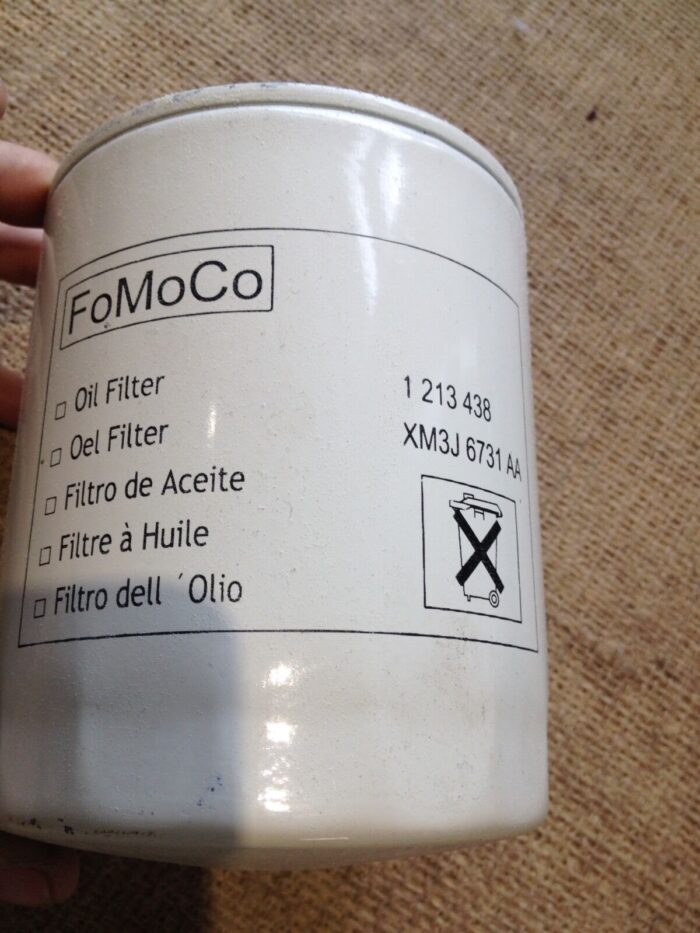 FoMoCo
Oil Filter
Oel Filter
Filtro de Aceite
Filtre à Huile
Filtro dell ´Olio
1 213 438
XM3J 6731 AA